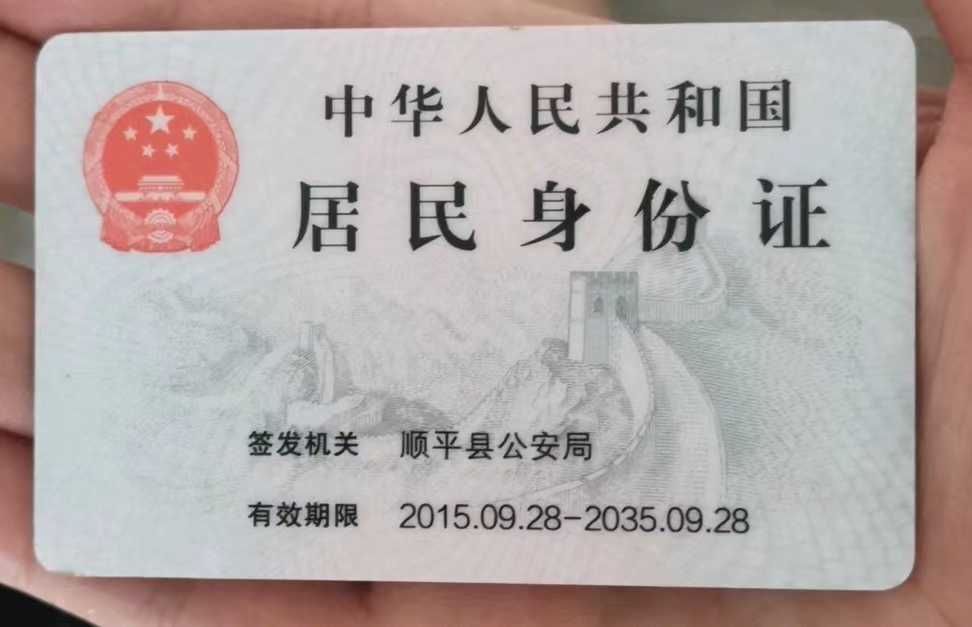 中华人民共和国
居民身份证
签发机关 顺平县公安局
有效期限 2015.09.28-2035.09.28